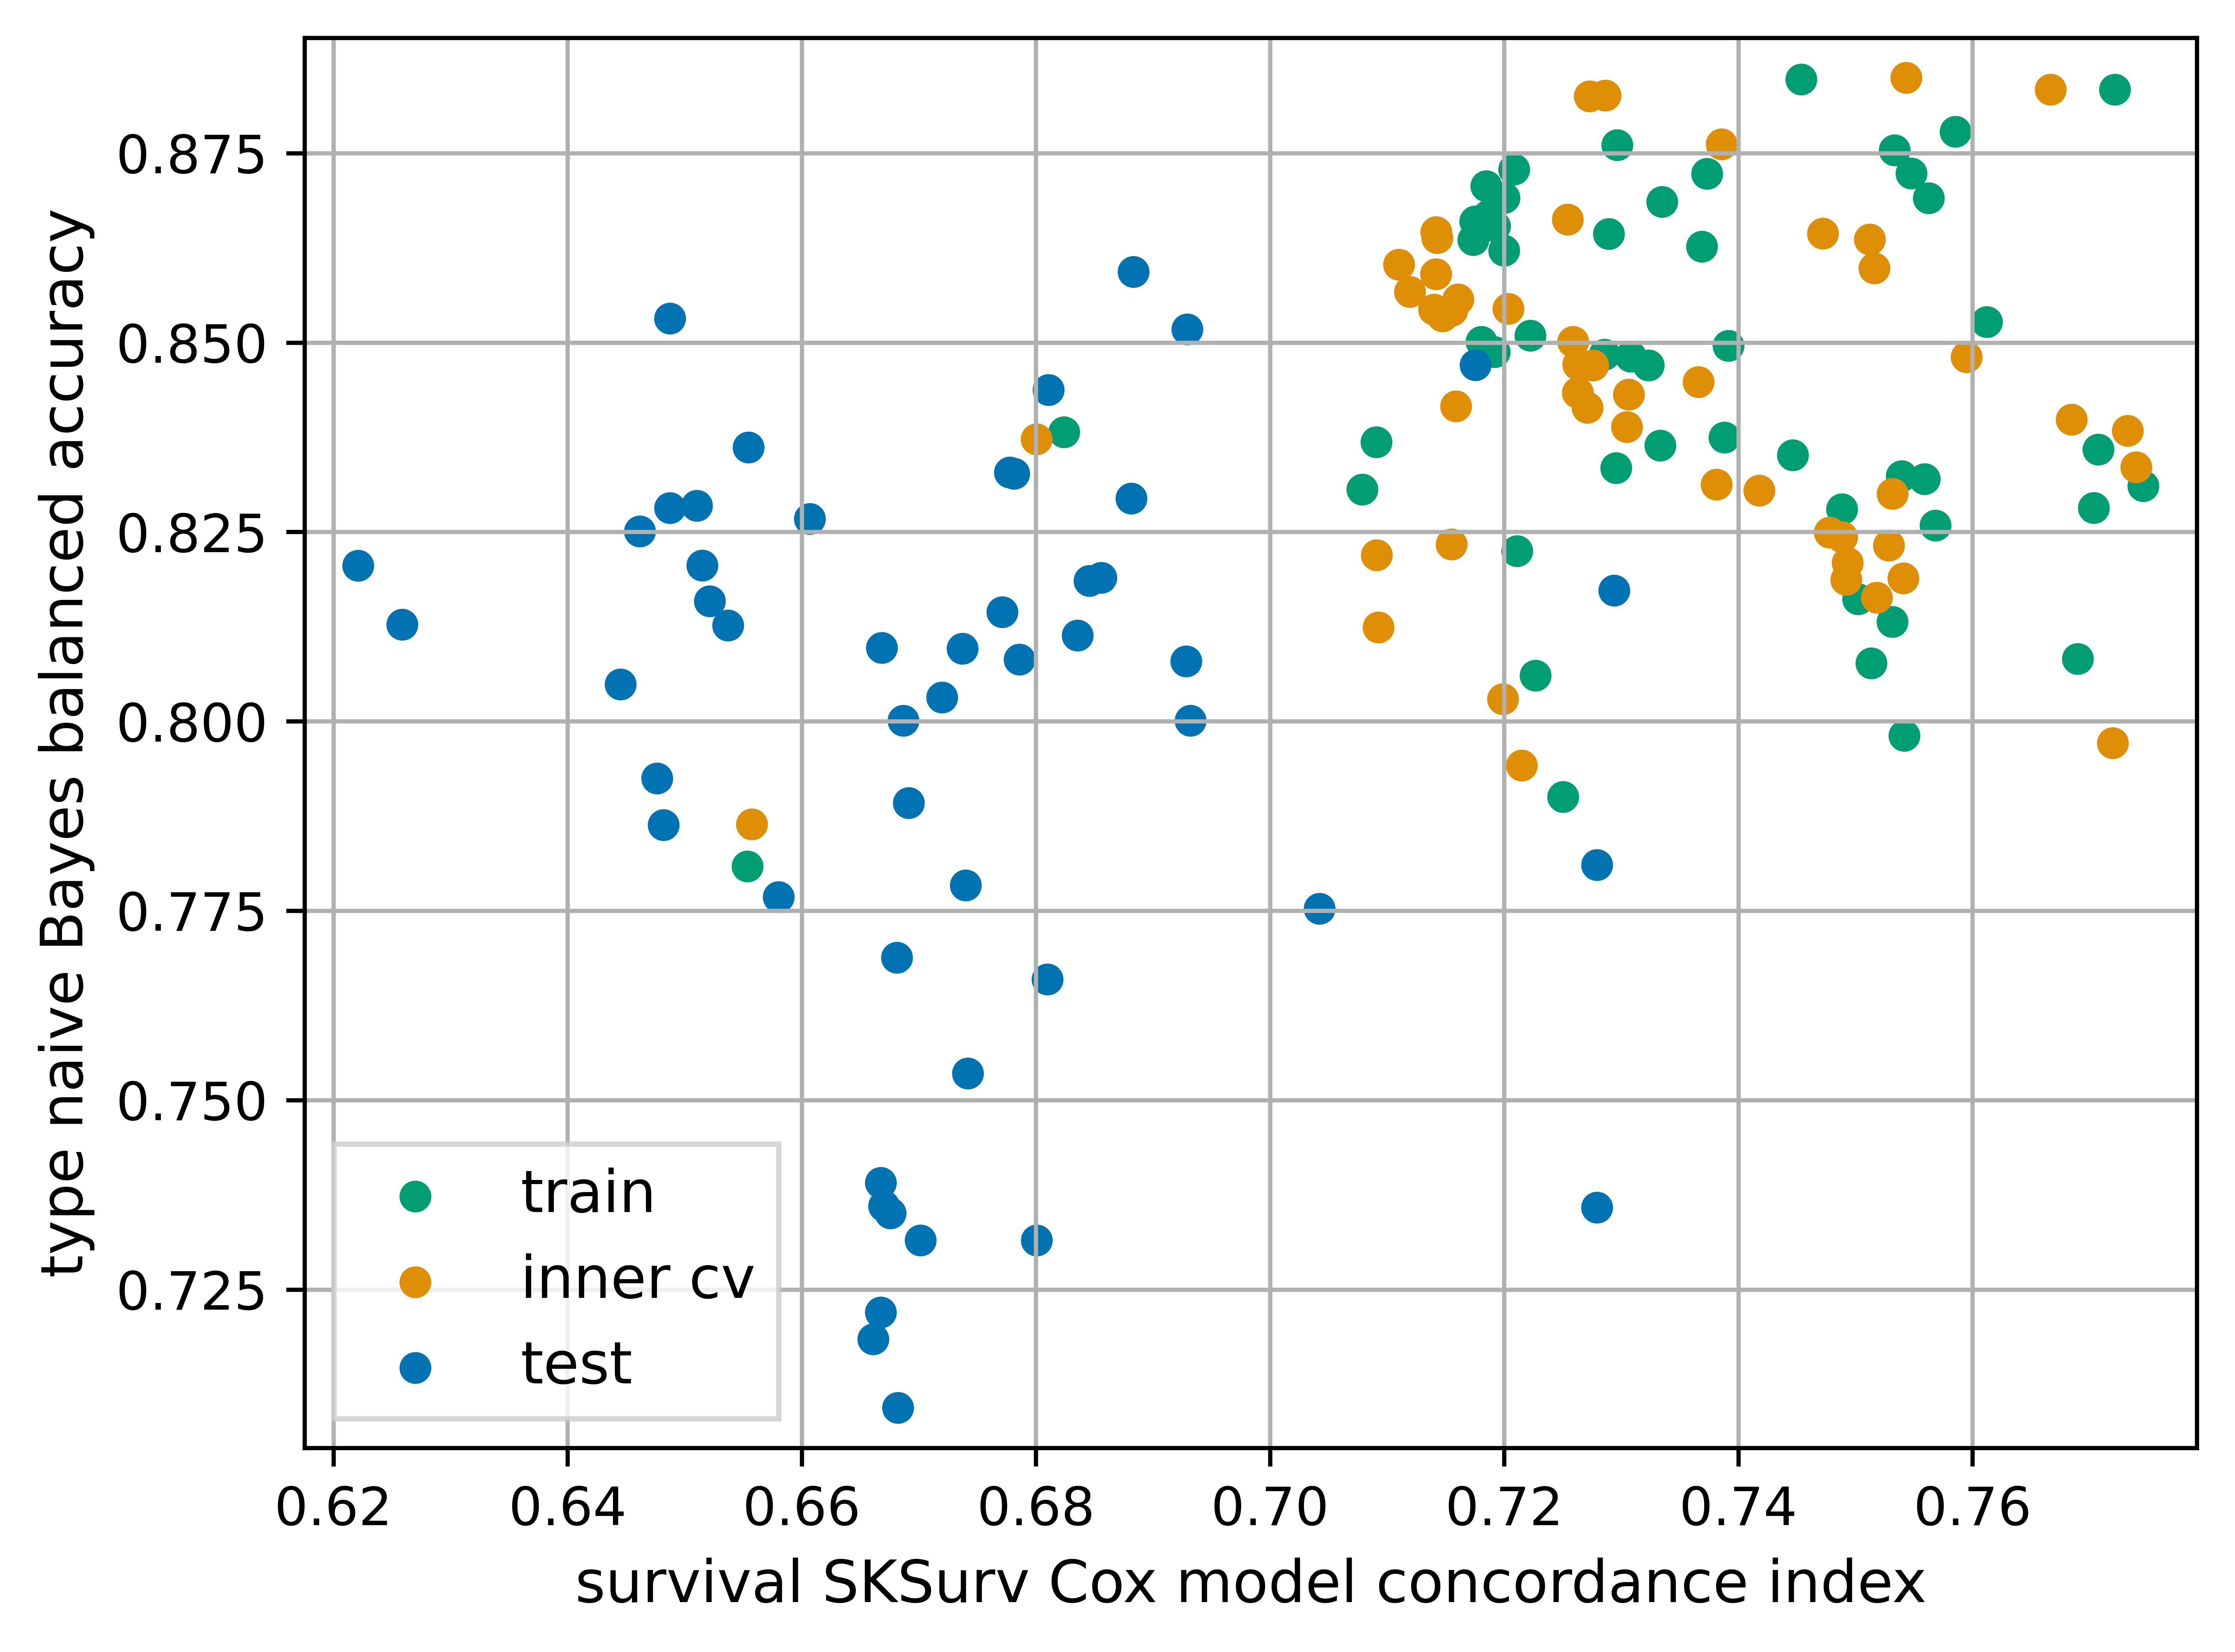 type naive Bayes balanced accuracy
0.875
0.850
0.825
0.800
0.775
0.750
0.725
train
inner cv
test
0.62 0.64 0.66 0.68 0.70 0.72 0.74 0.76
survival SKSurv Cox model concordance index